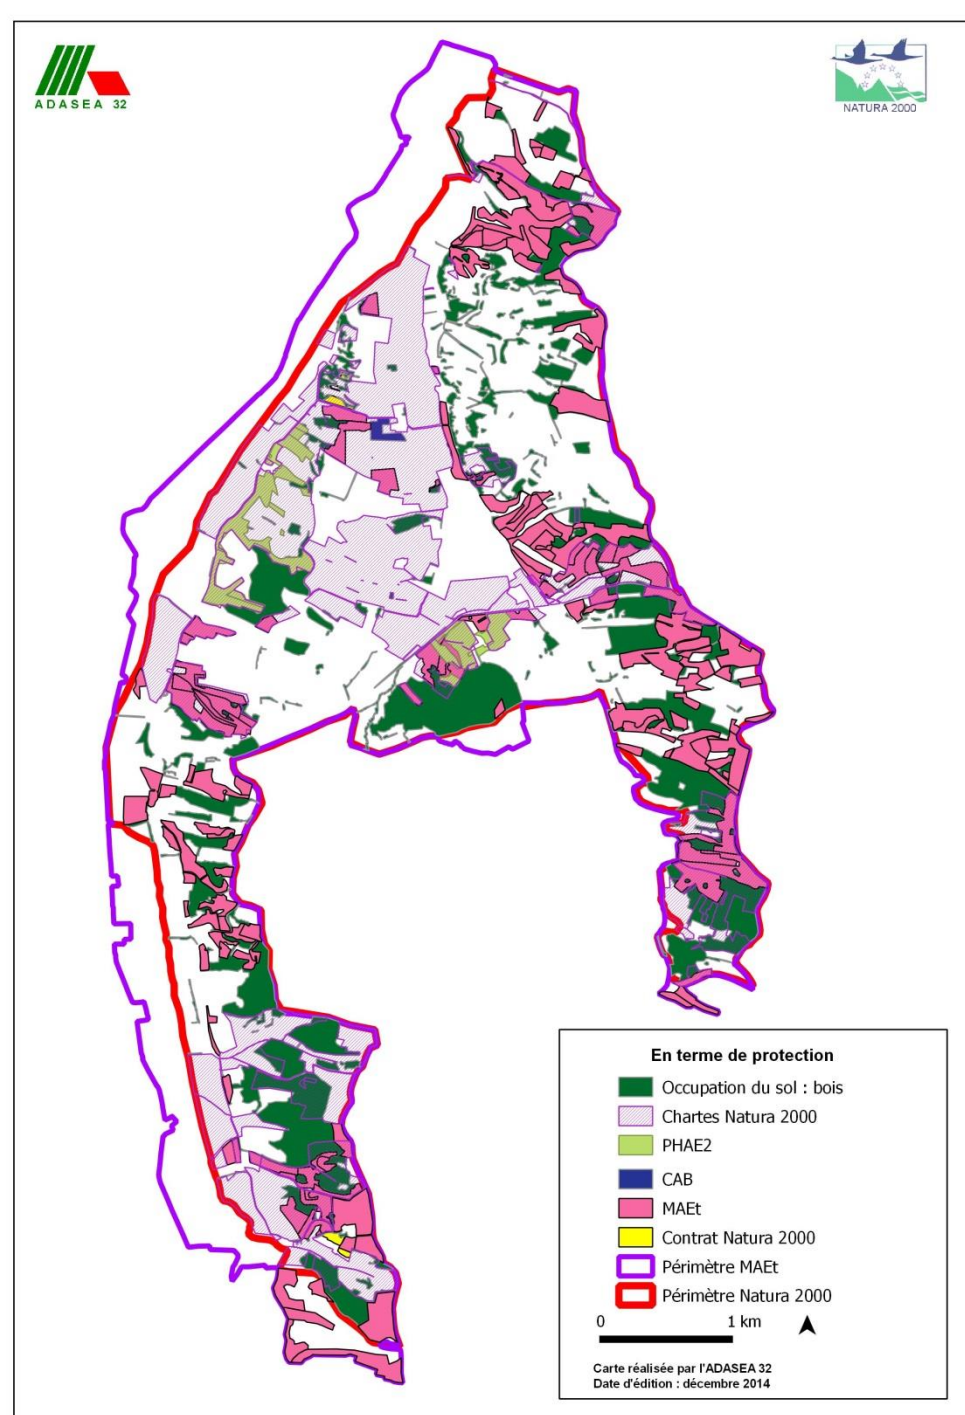 ADASEA 32
NATURA 2000
En terme de protection
Occupation du sol : bois
Chartes Natura 2000
PHAE2
CAB
MAEt
Contrat Natura 2000
Périmètre MAEt
Périmètre Natura 2000
0 1 km
Carte réalisée par l'ADASEA 32
Date d'édition : décembre 2014